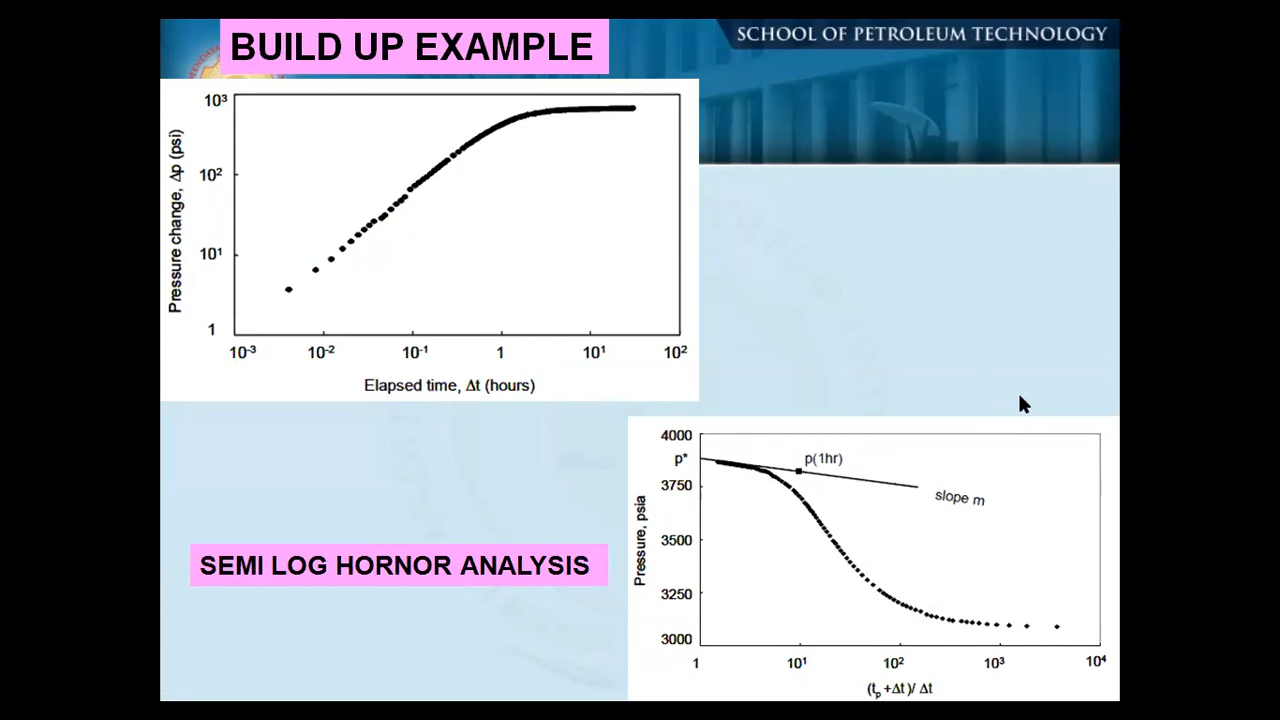 BUILD UP EXAMPLE
SCHOOL OF PETROLEUM TECHNOLOGY
10³
10²
10¹
1
Pressure change, Δp (psi)
10⁻³ 10⁻² 10⁻¹ 1 10¹ 10²
Elapsed time, Δt (hours)
SEMI LOG HORNOR ANALYSIS
4000
p*
3750
3500
3250
3000
Pressure, psia
p(1hr)
slope m
1 10¹ 10² 10³ 10⁴
(tₚ +Δt)/ Δt